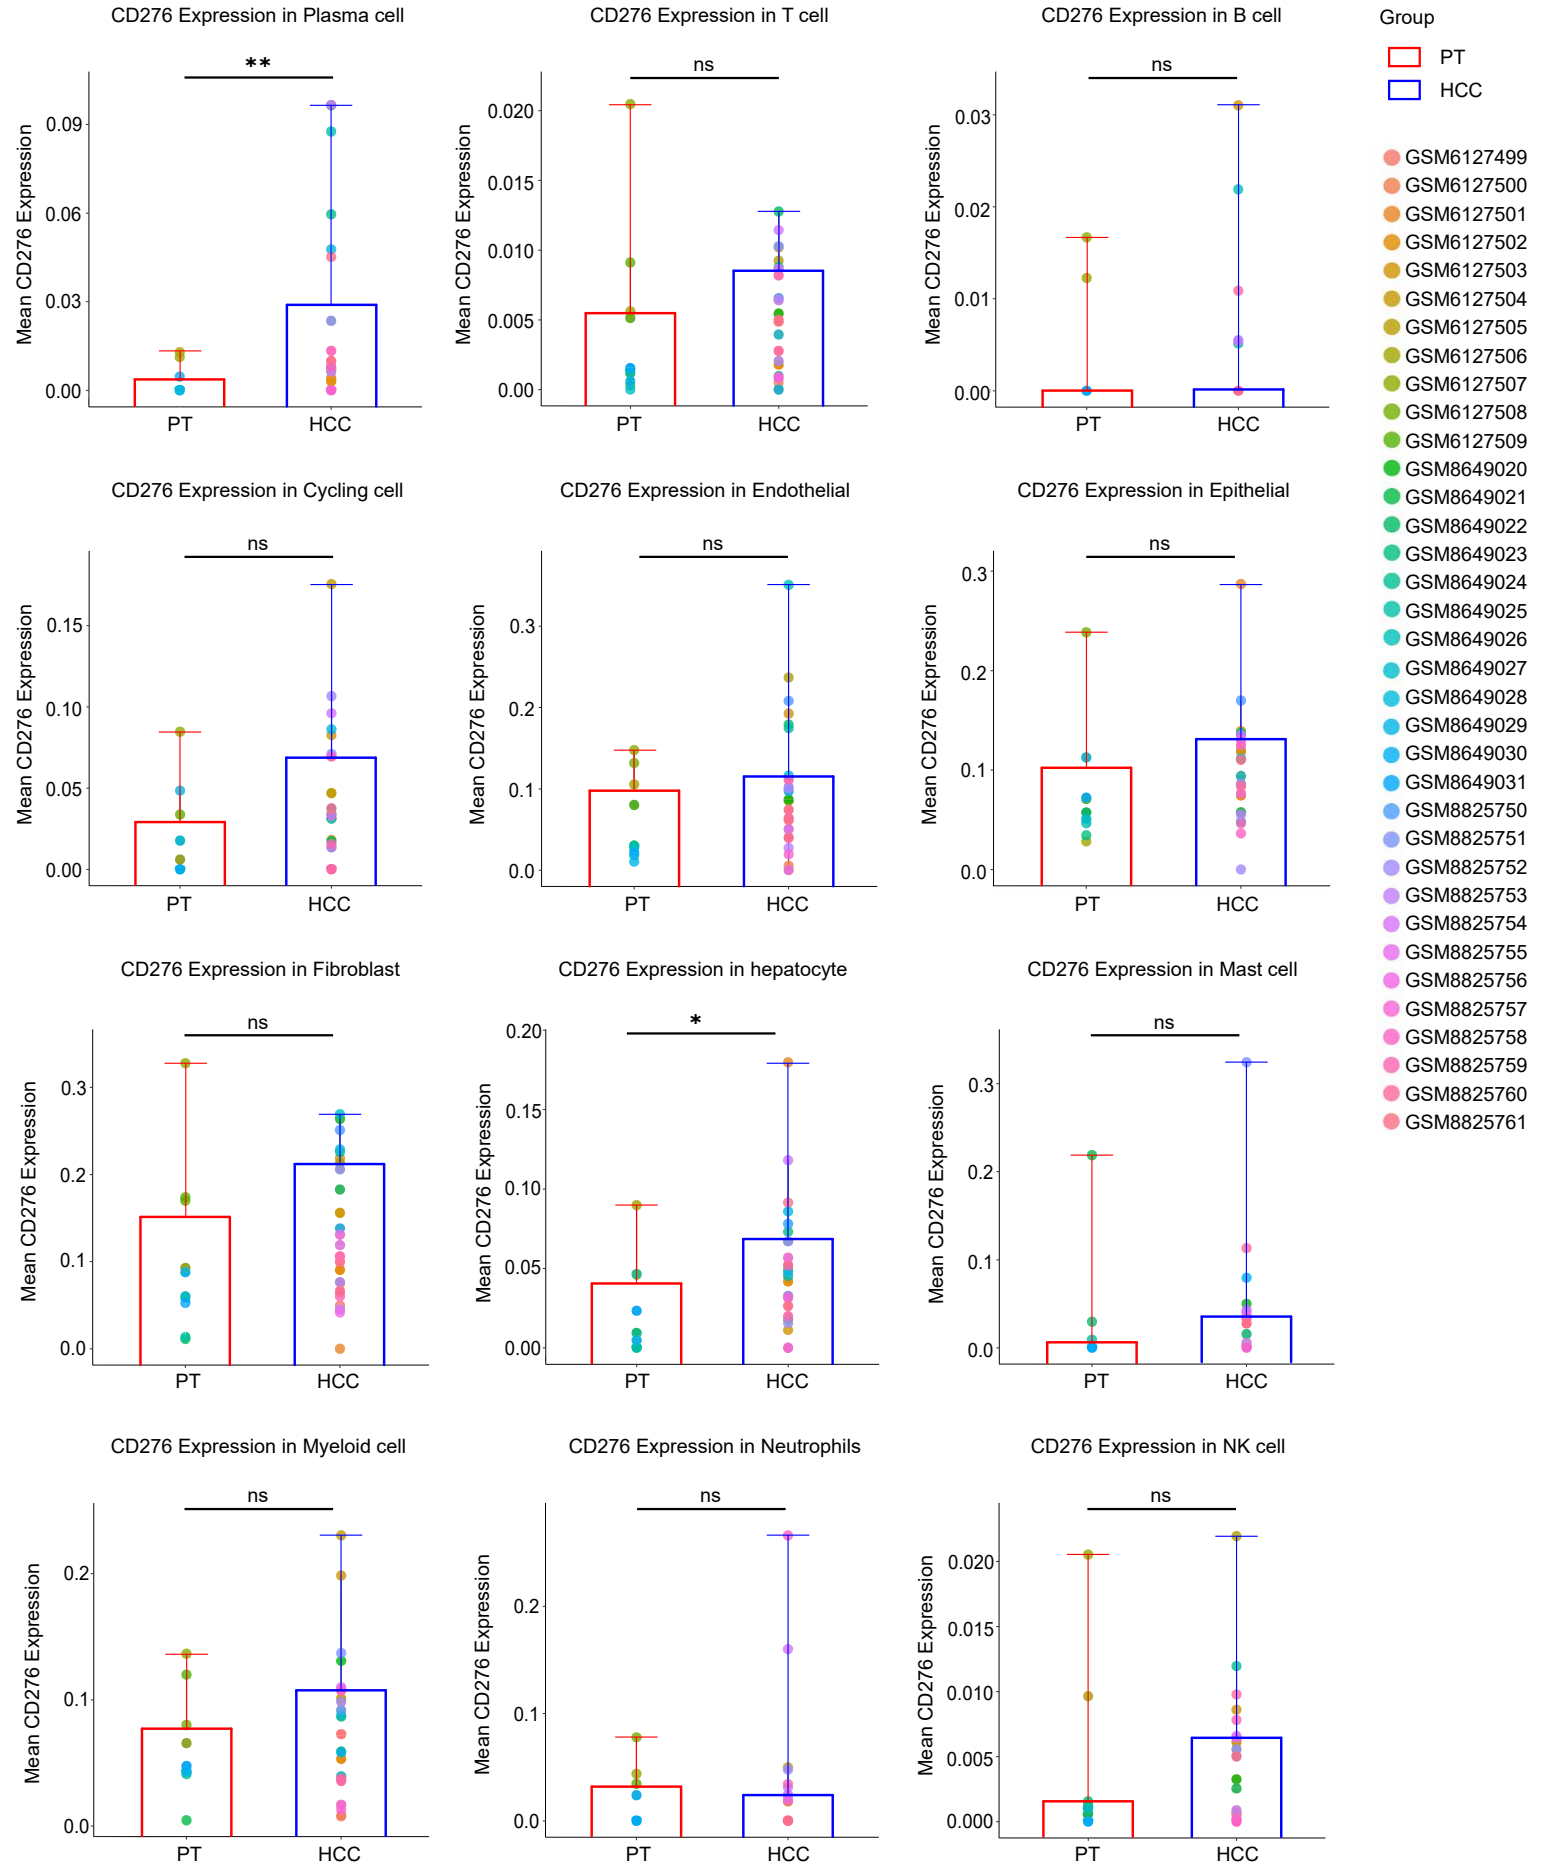 CD276 Expression in Plasma cell
**
Mean CD276 Expression
0.09
0.06
0.03
0.00
PT
HCC
CD276 Expression in T cell
ns
Mean CD276 Expression
0.020
0.015
0.010
0.005
0.00
PT
HCC
CD276 Expression in B cell
ns
Mean CD276 Expression
0.03
0.02
0.01
0.00
PT
HCC
Group
PT
HCC
GSM6127499
GSM6127500
GSM6127501
GSM6127502
GSM6127503
GSM6127504
GSM6127505
GSM6127506
GSM6127507
GSM6127508
GSM6127509
GSM8649020
GSM8649021
GSM8649022
GSM8649023
GSM8649024
GSM8649025
GSM8649026
GSM8649027
GSM8649028
GSM8649029
GSM8649030
GSM8649031
GSM8825750
GSM8825751
GSM8825752
GSM8825753
GSM8825754
GSM8825755
GSM8825756
GSM8825757
GSM8825758
GSM8825759
GSM8825760
GSM8825761
CD276 Expression in Cycling cell
ns
Mean CD276 Expression
0.15
0.10
0.05
0.00
PT
HCC
CD276 Expression in Endothelial
ns
Mean CD276 Expression
0.3
0.2
0.1
0.0
PT
HCC
CD276 Expression in Epithelial
ns
Mean CD276 Expression
0.3
0.2
0.1
0.0
PT
HCC
CD276 Expression in Fibroblast
ns
Mean CD276 Expression
0.3
0.2
0.1
0.0
PT
HCC
CD276 Expression in hepatocyte
*
Mean CD276 Expression
0.20
0.15
0.10
0.05
0.00
PT
HCC
CD276 Expression in Mast cell
ns
Mean CD276 Expression
0.3
0.2
0.1
0.0
PT
HCC
CD276 Expression in Myeloid cell
ns
Mean CD276 Expression
0.2
0.1
0.0
PT
HCC
CD276 Expression in Neutrophils
ns
Mean CD276 Expression
0.2
0.1
0.0
PT
HCC
CD276 Expression in NK cell
ns
Mean CD276 Expression
0.020
0.015
0.010
0.005
0.000
PT
HCC